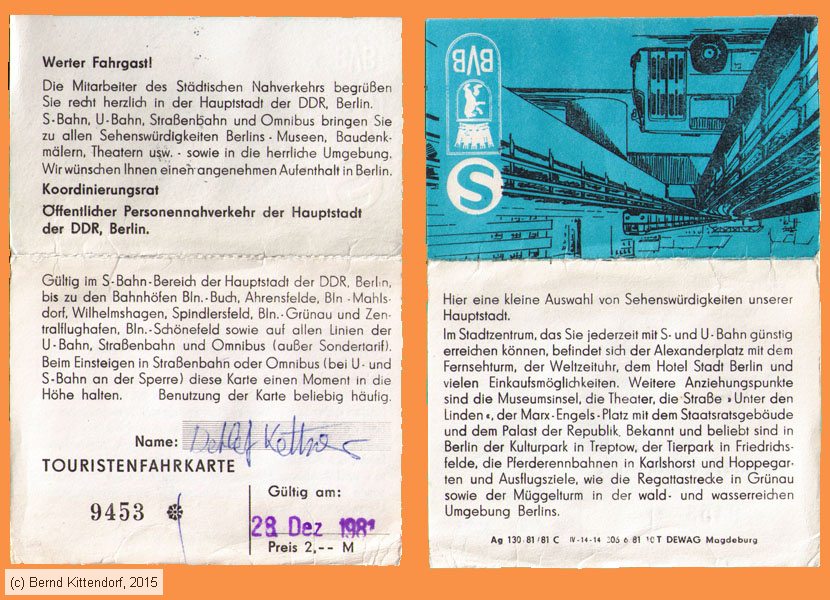 Werter Fahrgast!
Die Mitarbeiter des Städtischen Nahverkehrs begrüßen
Sie recht herzlich in der Hauptstadt der DDR, Berlin.
S-Bahn, U-Bahn, Straßenbahn und Omnibus bringen Sie
zu allen Sehenswürdigkeiten Berlins - Museen, Baudenk-
mälern, Theatern usw. - sowie in die herrliche Umgebung.
Wir wünschen Ihnen einen angenehmen Aufenthalt in Berlin.
Koordinierungsrat
Öffentlicher Personennahverkehr der Hauptstadt
der DDR, Berlin.
Gültig im S-Bahn-Bereich der Hauptstadt der DDR, Berlin,
bis zu den Bahnhöfen Bln.-Buch, Ahrensfelde, Bln.-Mahls-
dorf, Wilhelmshagen, Spindlersfeld, Bln.-Grünau und Zen-
tralflughafen, Bln.-Schönefeld sowie auf allen Linien der
U-Bahn, Straßenbahn und Omnibus (außer Sondertarif).
Beim Einsteigen in Straßenbahn oder Omnibus (bei U- und
S-Bahn an der Sperre) diese Karte einen Moment in die
Höhe halten. Benutzung der Karte beliebig häufig.
Name: Detlef
TOURISTENFAHRKARTE
9453
Gültig am:
28. Dez 1981
Preis 2,-- M
BVB
S
Hier eine kleine Auswahl von Sehenswürdigkeiten unserer
Hauptstadt.
Im Stadtzentrum, das Sie jederzeit mit S- und U-Bahn günstig
erreichen können, befindet sich der Alexanderplatz mit dem
Fernsehturm, der Weltzeituhr, dem Hotel Stadt Berlin und
vielen Einkaufsmöglichkeiten. Weitere Anziehungspunkte
sind die Museumsinsel, die Theater, die Straße »Unter den
Linden«, der Marx-Engels-Platz mit dem Staatsratsgebäude
und dem Palast der Republik. Bekannt und beliebt sind in
Berlin der Kulturpark in Treptow, der Tierpark in Friedrichs-
felde, die Pferderennbahnen in Karlshorst und Hoppegar-
ten und Ausflugsziele, wie die Regattastrecke in Grünau
sowie der Müggelturm in der wald- und wasserreichen
Umgebung Berlins.
Ag 130/81/81 C IV-14-14 306 6 81 10 T DEWAG Magdeburg
(c) Bernd Kittendorf, 2015